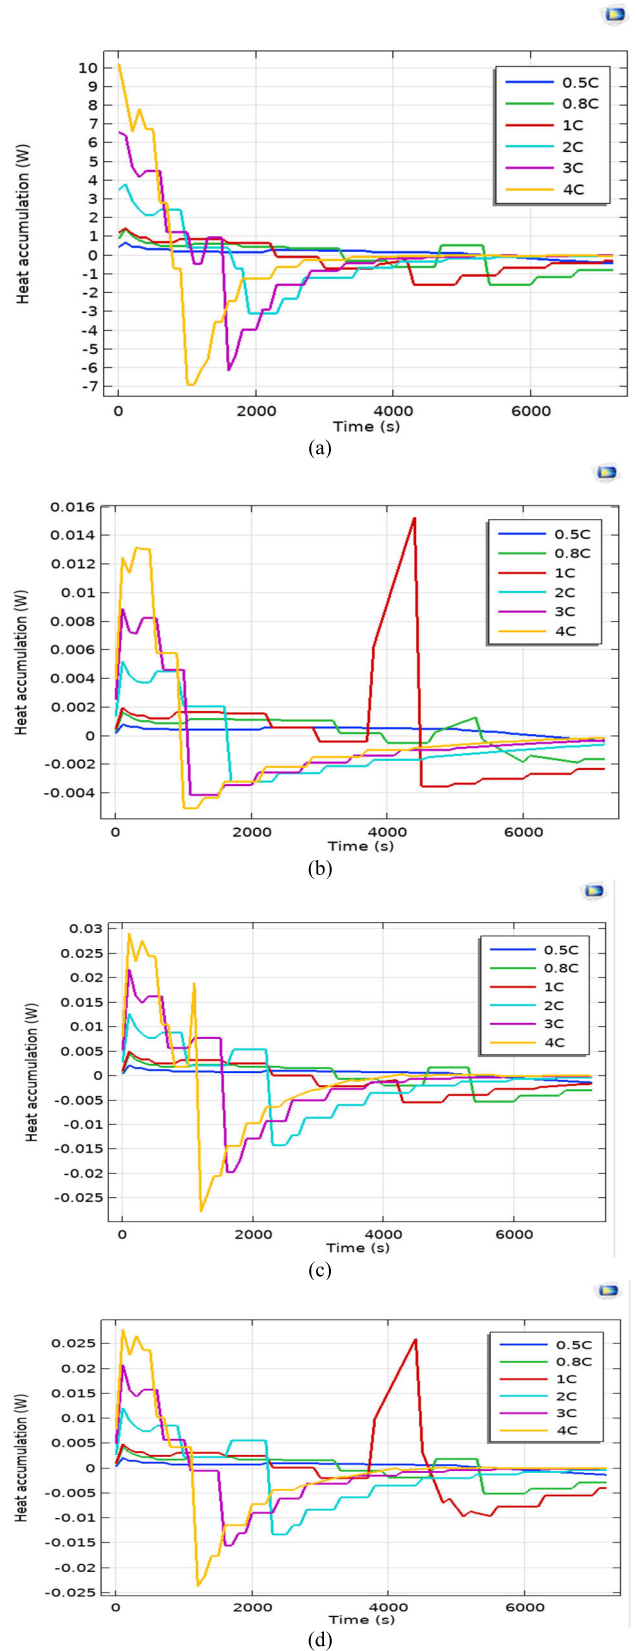 10
9
8
7
6
5
4
3
2
1
0
-1
-2
-3
-4
-5
-6
-7
Heat accumulation (W)
0.5C
0.8C
1C
2C
3C
4C
0 2000 4000 6000
Time (s)
(a)
0.016
0.014
0.012
0.01
0.008
0.006
0.004
0.002
0
-0.002
-0.004
Heat accumulation (W)
0.5C
0.8C
1C
2C
3C
4C
0 2000 4000 6000
Time (s)
(b)
0.03
0.025
0.02
0.015
0.01
0.005
0
-0.005
-0.01
-0.015
-0.02
-0.025
Heat accumulation (W)
0.5C
0.8C
1C
2C
3C
4C
0 2000 4000 6000
Time (s)
(c)
0.025
0.02
0.015
0.01
0.005
0
-0.005
-0.01
-0.015
-0.02
-0.025
Heat accumulation (W)
0.5C
0.8C
1C
2C
3C
4C
0 2000 4000 6000
Time (s)
(d)